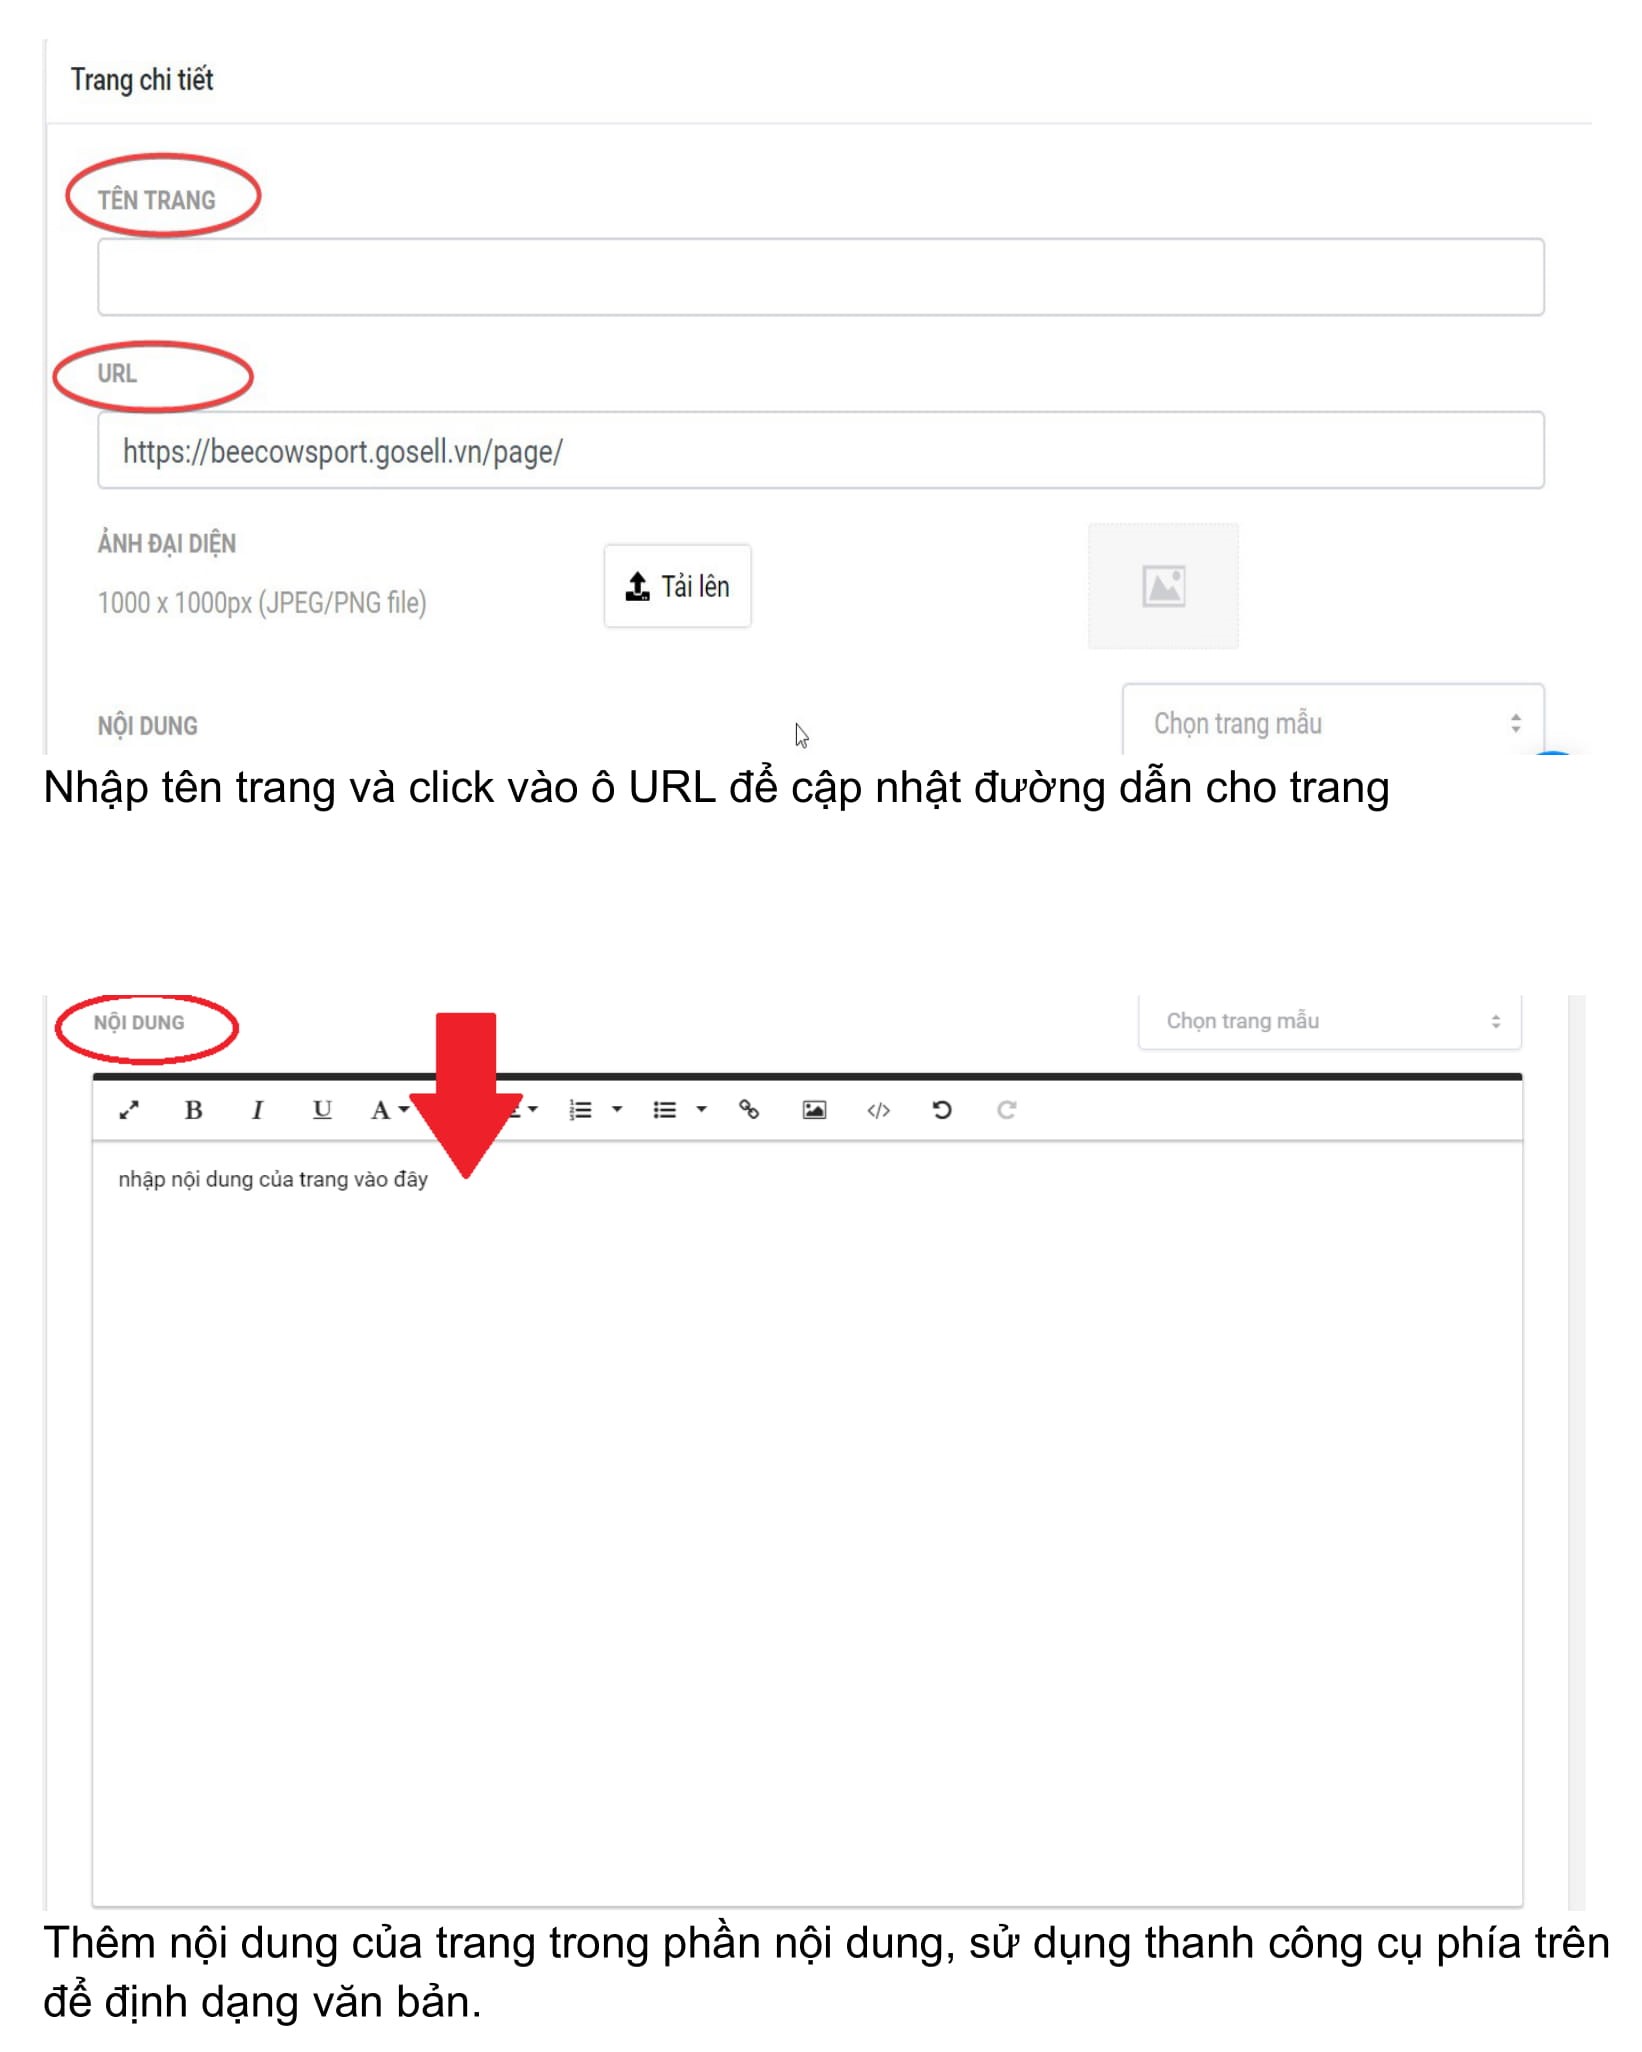 Trang chi tiết
TÊN TRANG
URL
https://beecowsport.gosell.vn/page/
ẢNH ĐẠI DIỆN
1000 x 1000px (JPEG/PNG file)
Tải lên
NỘI DUNG
Chọn trang mẫu
Nhập tên trang và click vào ô URL để cập nhật đường dẫn cho trang
NỘI DUNG
Chọn trang mẫu
B I U A
nhập nội dung của trang vào đây
Thêm nội dung của trang trong phần nội dung, sử dụng thanh công cụ phía trên
để định dạng văn bản.